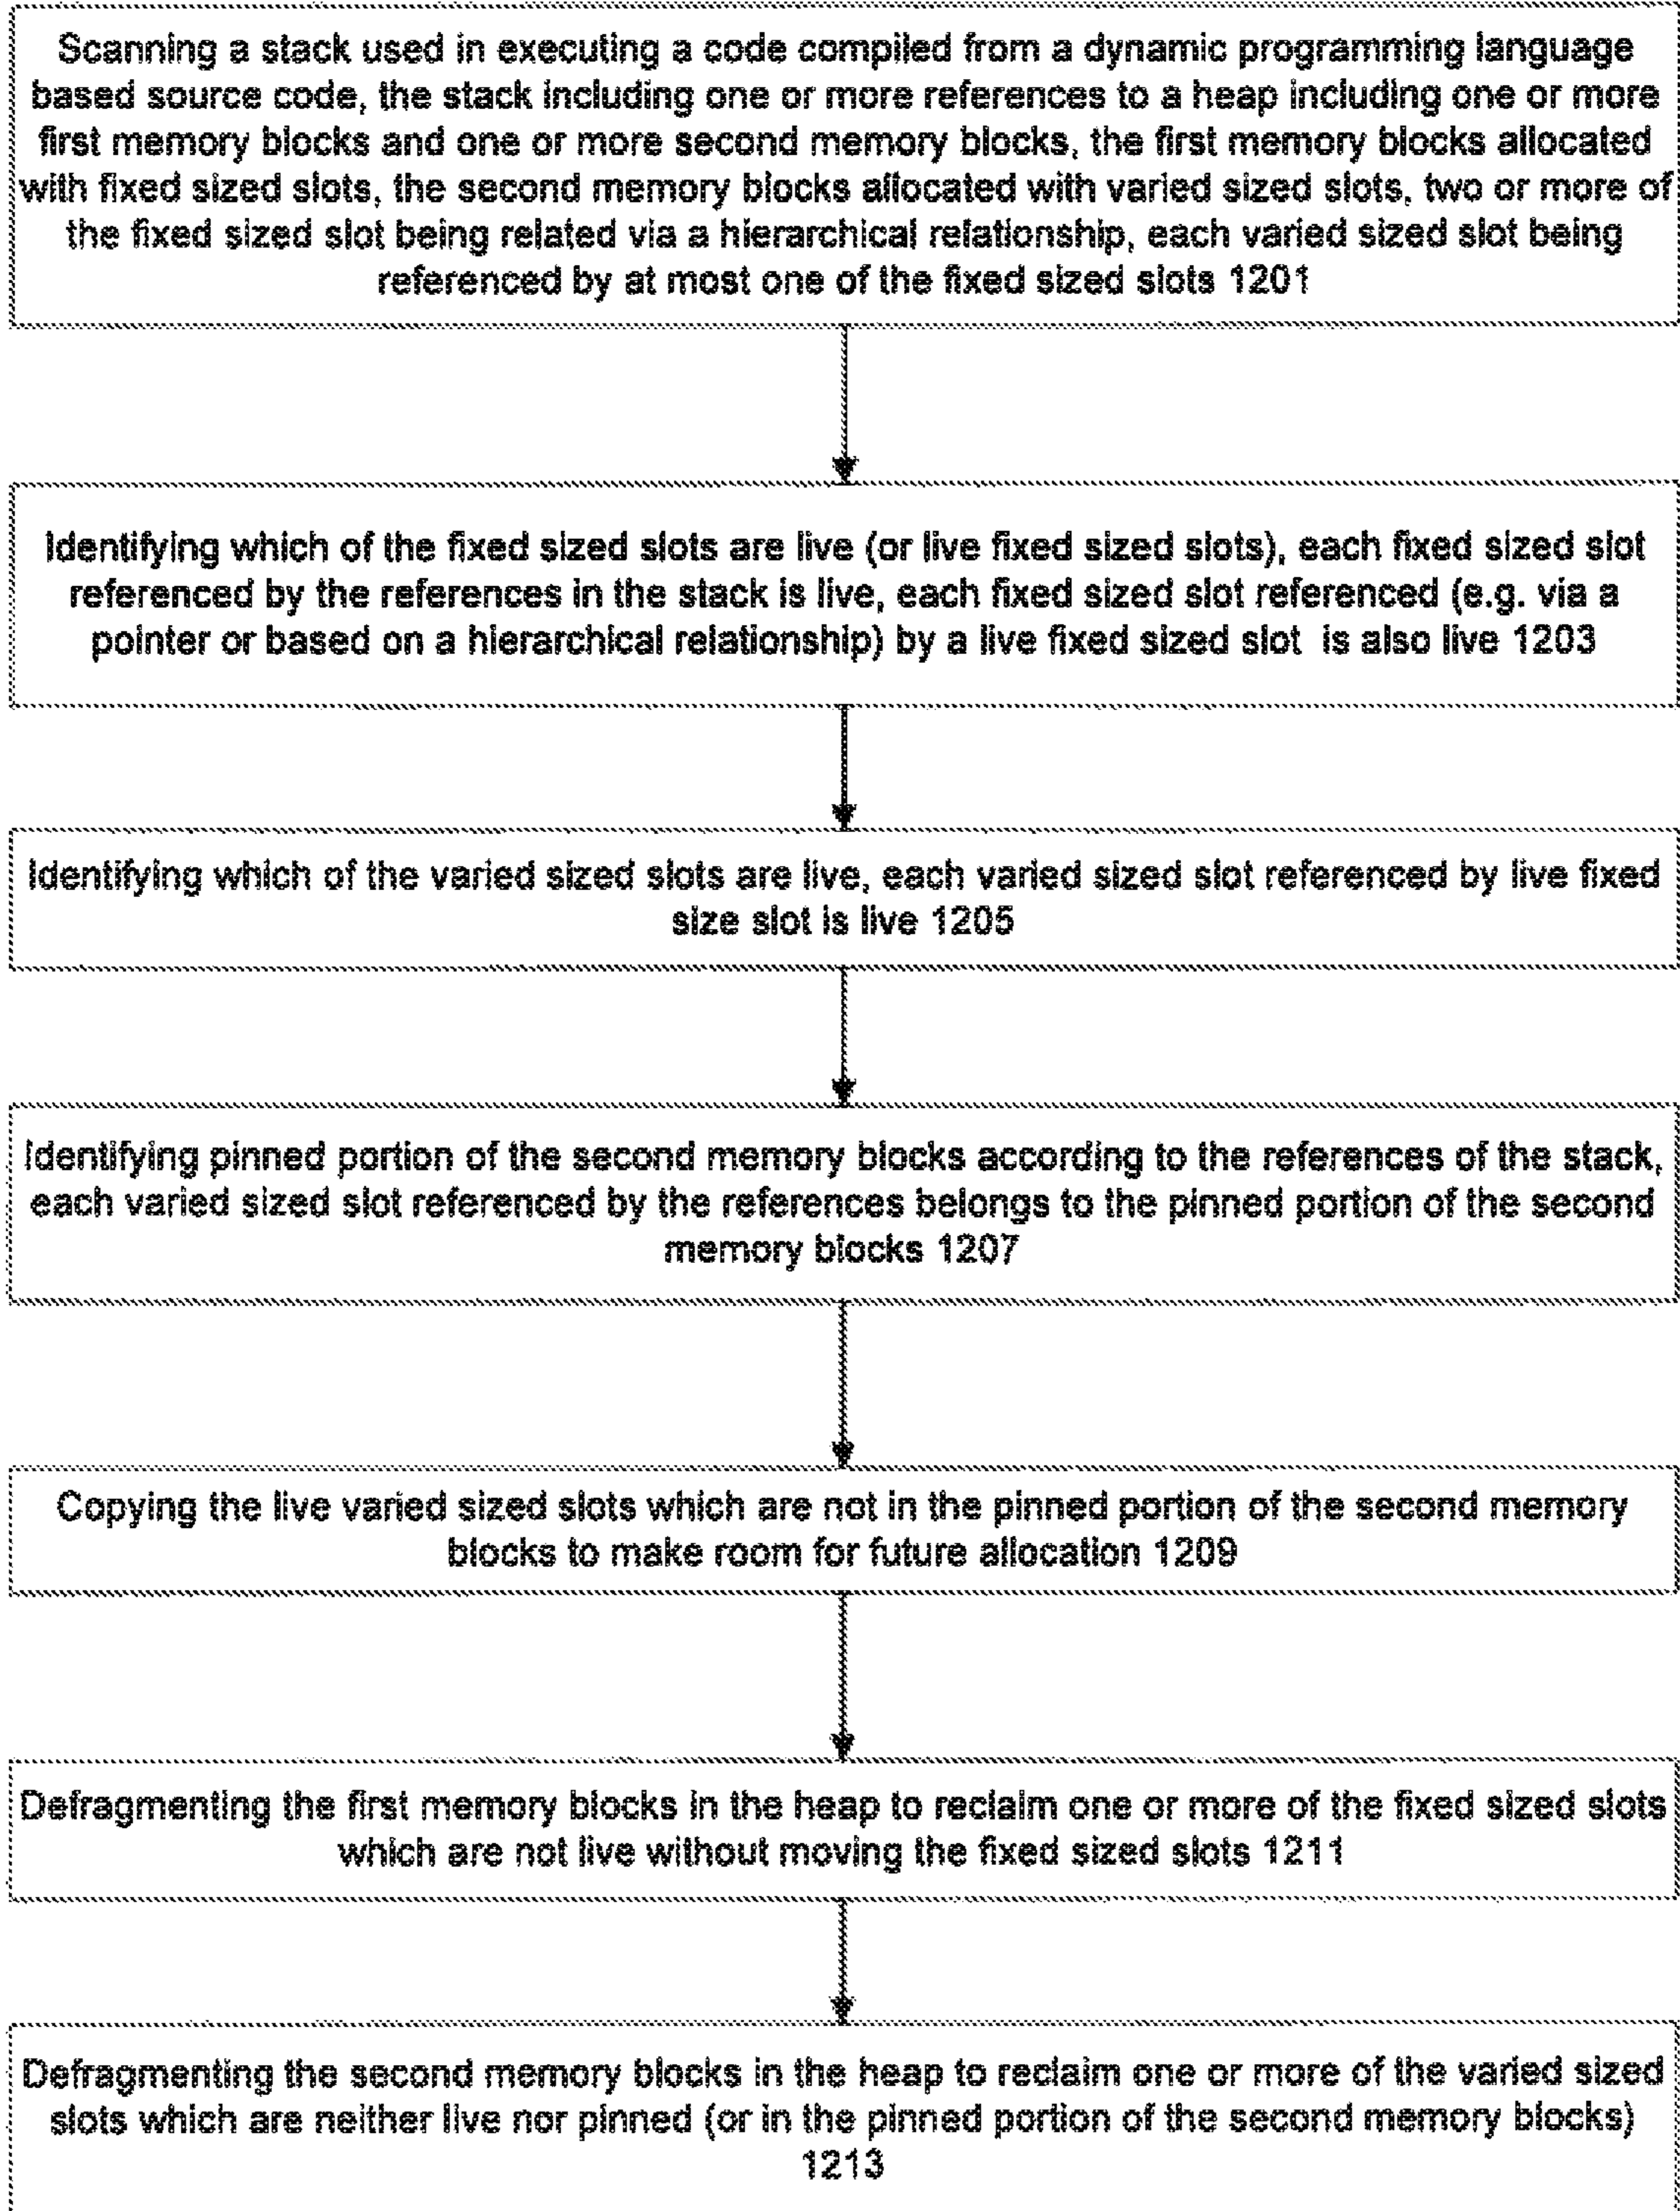 Scanning a stack used in executing a code compiled from a dynamic programming language
based source code, the stack including one or more references to a heap including one or more
first memory blocks and one or more second memory blocks, the first memory blocks allocated
with fixed sized slots, the second memory blocks allocated with varied sized slots, two or more of
the fixed sized slot being related via a hierarchical relationship, each varied sized slot being
referenced by at most one of the fixed sized slots 1201
Identifying which of the fixed sized slots are live (or live fixed sized slots), each fixed sized slot
referenced by the references in the stack is live, each fixed sized slot referenced (e.g. via a
pointer or based on a hierarchical relationship) by a live fixed sized slot is also live 1203
Identifying which of the varied sized slots are live, each varied sized slot referenced by live fixed
size slot is live 1205
Identifying pinned portion of the second memory blocks according to the references of the stack,
each varied sized slot referenced by the references belongs to the pinned portion of the second
memory blocks 1207
Copying the live varied sized slots which are not in the pinned portion of the second memory
blocks to make room for future allocation 1209
Defragmenting the first memory blocks in the heap to reclaim one or more of the fixed sized slots
which are not live without moving the fixed sized slots 1211
Defragmenting the second memory blocks in the heap to reclaim one or more of the varied sized
slots which are neither live nor pinned (or in the pinned portion of the second memory blocks)
1213